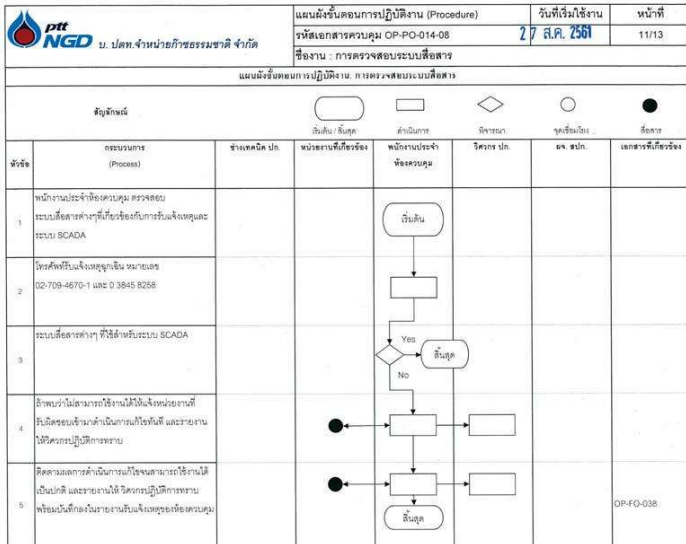 แผนผังขั้นตอนการปฏิบัติงาน (Procedure)
วันที่เริ่มใช้งาน
หน้าที่
ptt
NGD บ. ปตท.จำหน่ายก๊าซธรรมชาติ จำกัด
รหัสเอกสารควบคุม OP-PO-014-08
2 7 ส.ค. 2561
11/13
ชื่องาน : การตรวจสอบระบบสื่อสาร
แผนผังขั้นตอนการปฏิบัติงาน: การตรวจสอบระบบสื่อสาร
สัญลักษณ์
เริ่มต้น / สิ้นสุด
ดำเนินการ
พิจารณา
จุดเชื่อมโยง
สื่อสาร
หัวข้อ
กระบวนการ
(Process)
ช่างเทคนิค ปก.
หน่วยงานที่เกี่ยวข้อง
พนักงานประจำ
ห้องควบคุม
วิศวกร ปก.
ผจ. สปก.
เอกสารที่เกี่ยวข้อง
1
พนักงานประจำห้องควบคุม ตรวจสอบ
ระบบสื่อสารต่างๆที่เกี่ยวข้องกับการรับแจ้งเหตุและ
ระบบ SCADA
เริ่มต้น
2
โทรศัพท์รับแจ้งเหตุฉุกเฉิน หมายเลข
02-709-4670-1 และ 0 3845 8258
3
ระบบสื่อสารต่างๆ ที่ใช้สำหรับระบบ SCADA
Yes
สิ้นสุด
No
4
ถ้าพบว่าไม่สามารถใช้งานได้ให้แจ้งหน่วยงานที่
รับผิดชอบเข้ามาดำเนินการแก้ไขทันที และรายงาน
ให้วิศวกรปฏิบัติการทราบ
5
ติดตามผลการดำเนินการแก้ไขจนสามารถใช้งานได้
เป็นปกติ และรายงานให้ วิศวกรปฏิบัติการทราบ
พร้อมบันทึกลงในรายงานรับแจ้งเหตุของห้องควบคุม
สิ้นสุด
OP-FO-038